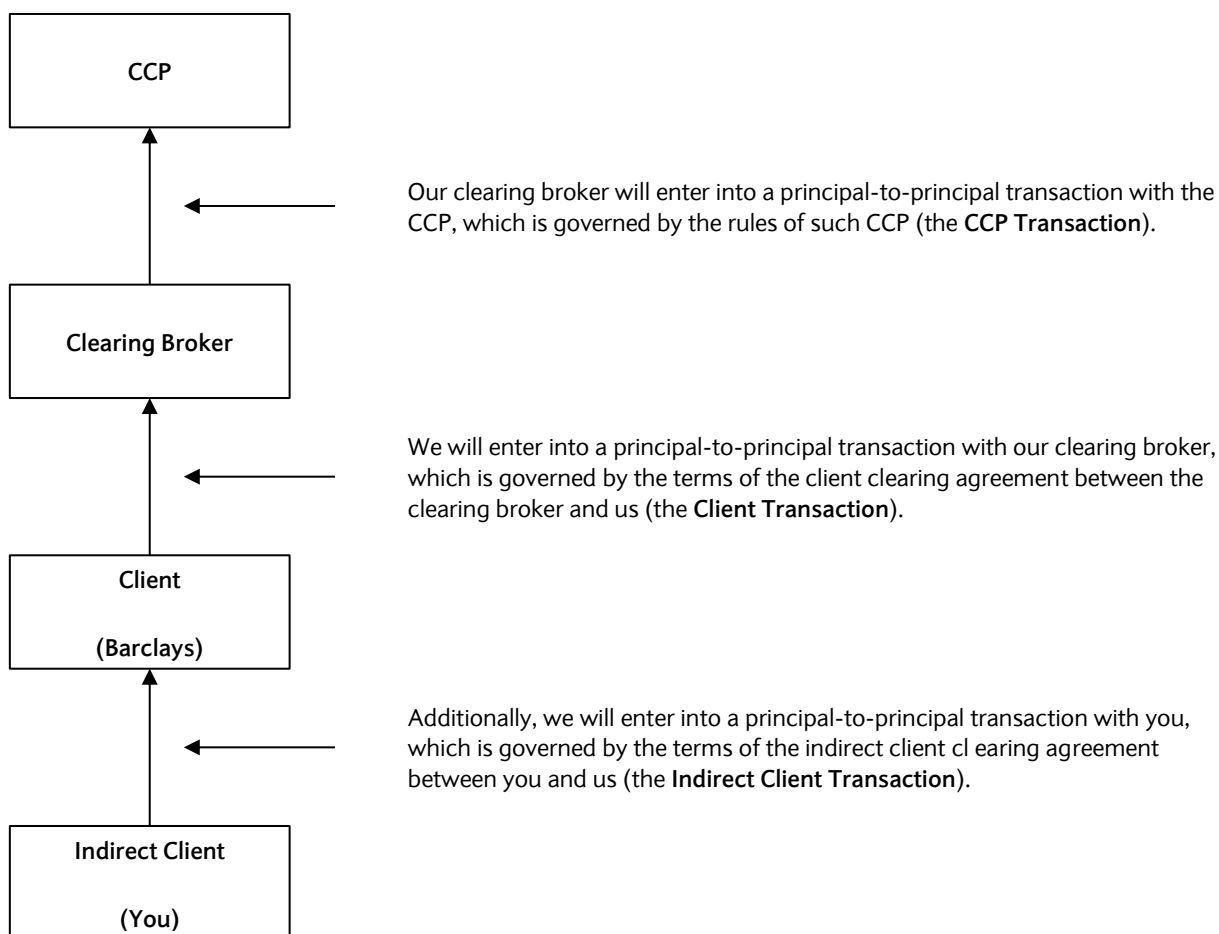 CCP
Our clearing broker will enter into a principal-to-principal transaction with the
CCP, which is governed by the rules of such CCP (the CCP Transaction).
Clearing Broker
We will enter into a principal-to-principal transaction with our clearing broker,
which is governed by the terms of the client clearing agreement between the
clearing broker and us (the Client Transaction).
Client
(Barclays)
Additionally, we will enter into a principal-to-principal transaction with you,
which is governed by the terms of the indirect client cl earing agreement
between you and us (the Indirect Client Transaction).
Indirect Client
(You)